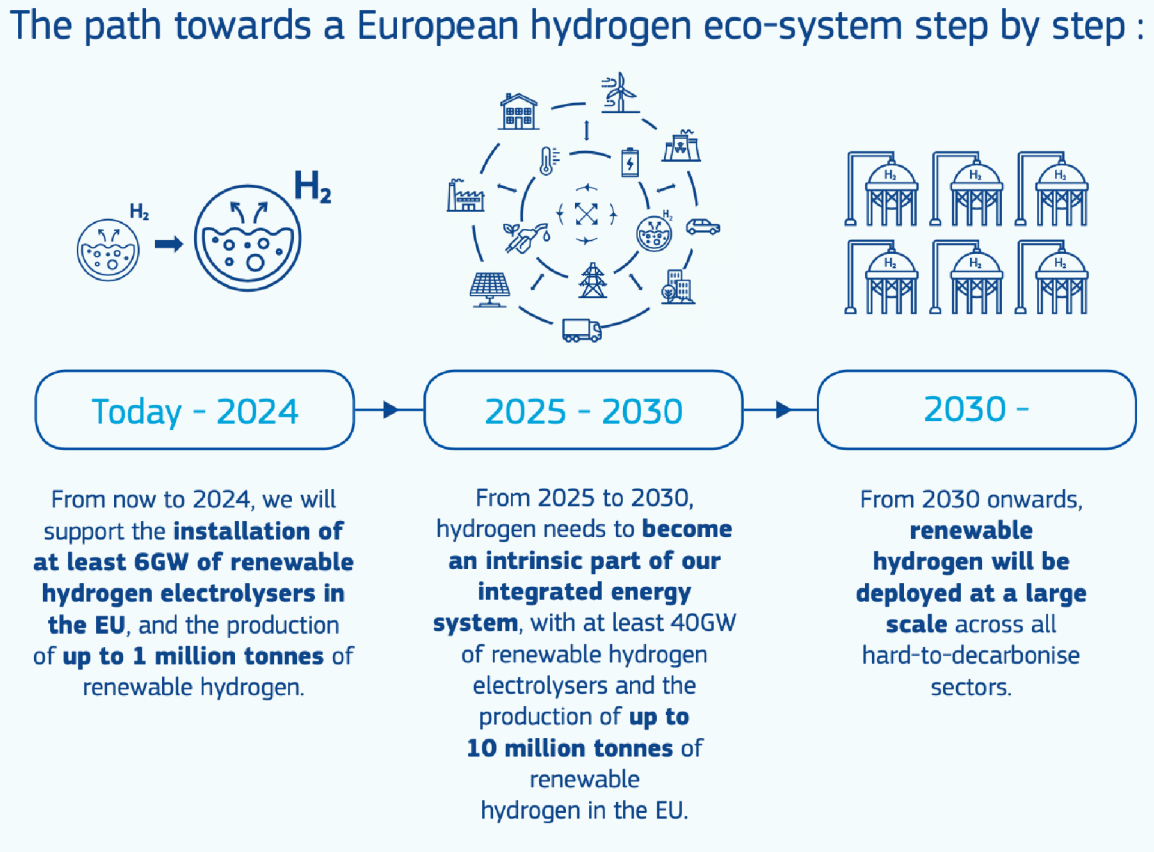 The path towards a European hydrogen eco-system step by step :
H₂
H₂
H₂
H₂
H₂
H₂
H₂
H₂
H₂
Today - 2024
2025 - 2030
2030 -
From now to 2024, we will
support the installation of
at least 6GW of renewable
hydrogen electrolysers in
the EU, and the production
of up to 1 million tonnes of
renewable hydrogen.
From 2025 to 2030,
hydrogen needs to become
an intrinsic part of our
integrated energy
system, with at least 40GW
of renewable hydrogen
electrolysers and the
production of up to
10 million tonnes of
renewable
hydrogen in the EU.
From 2030 onwards,
renewable
hydrogen will be
deployed at a large
scale across all
hard-to-decarbonise
sectors.